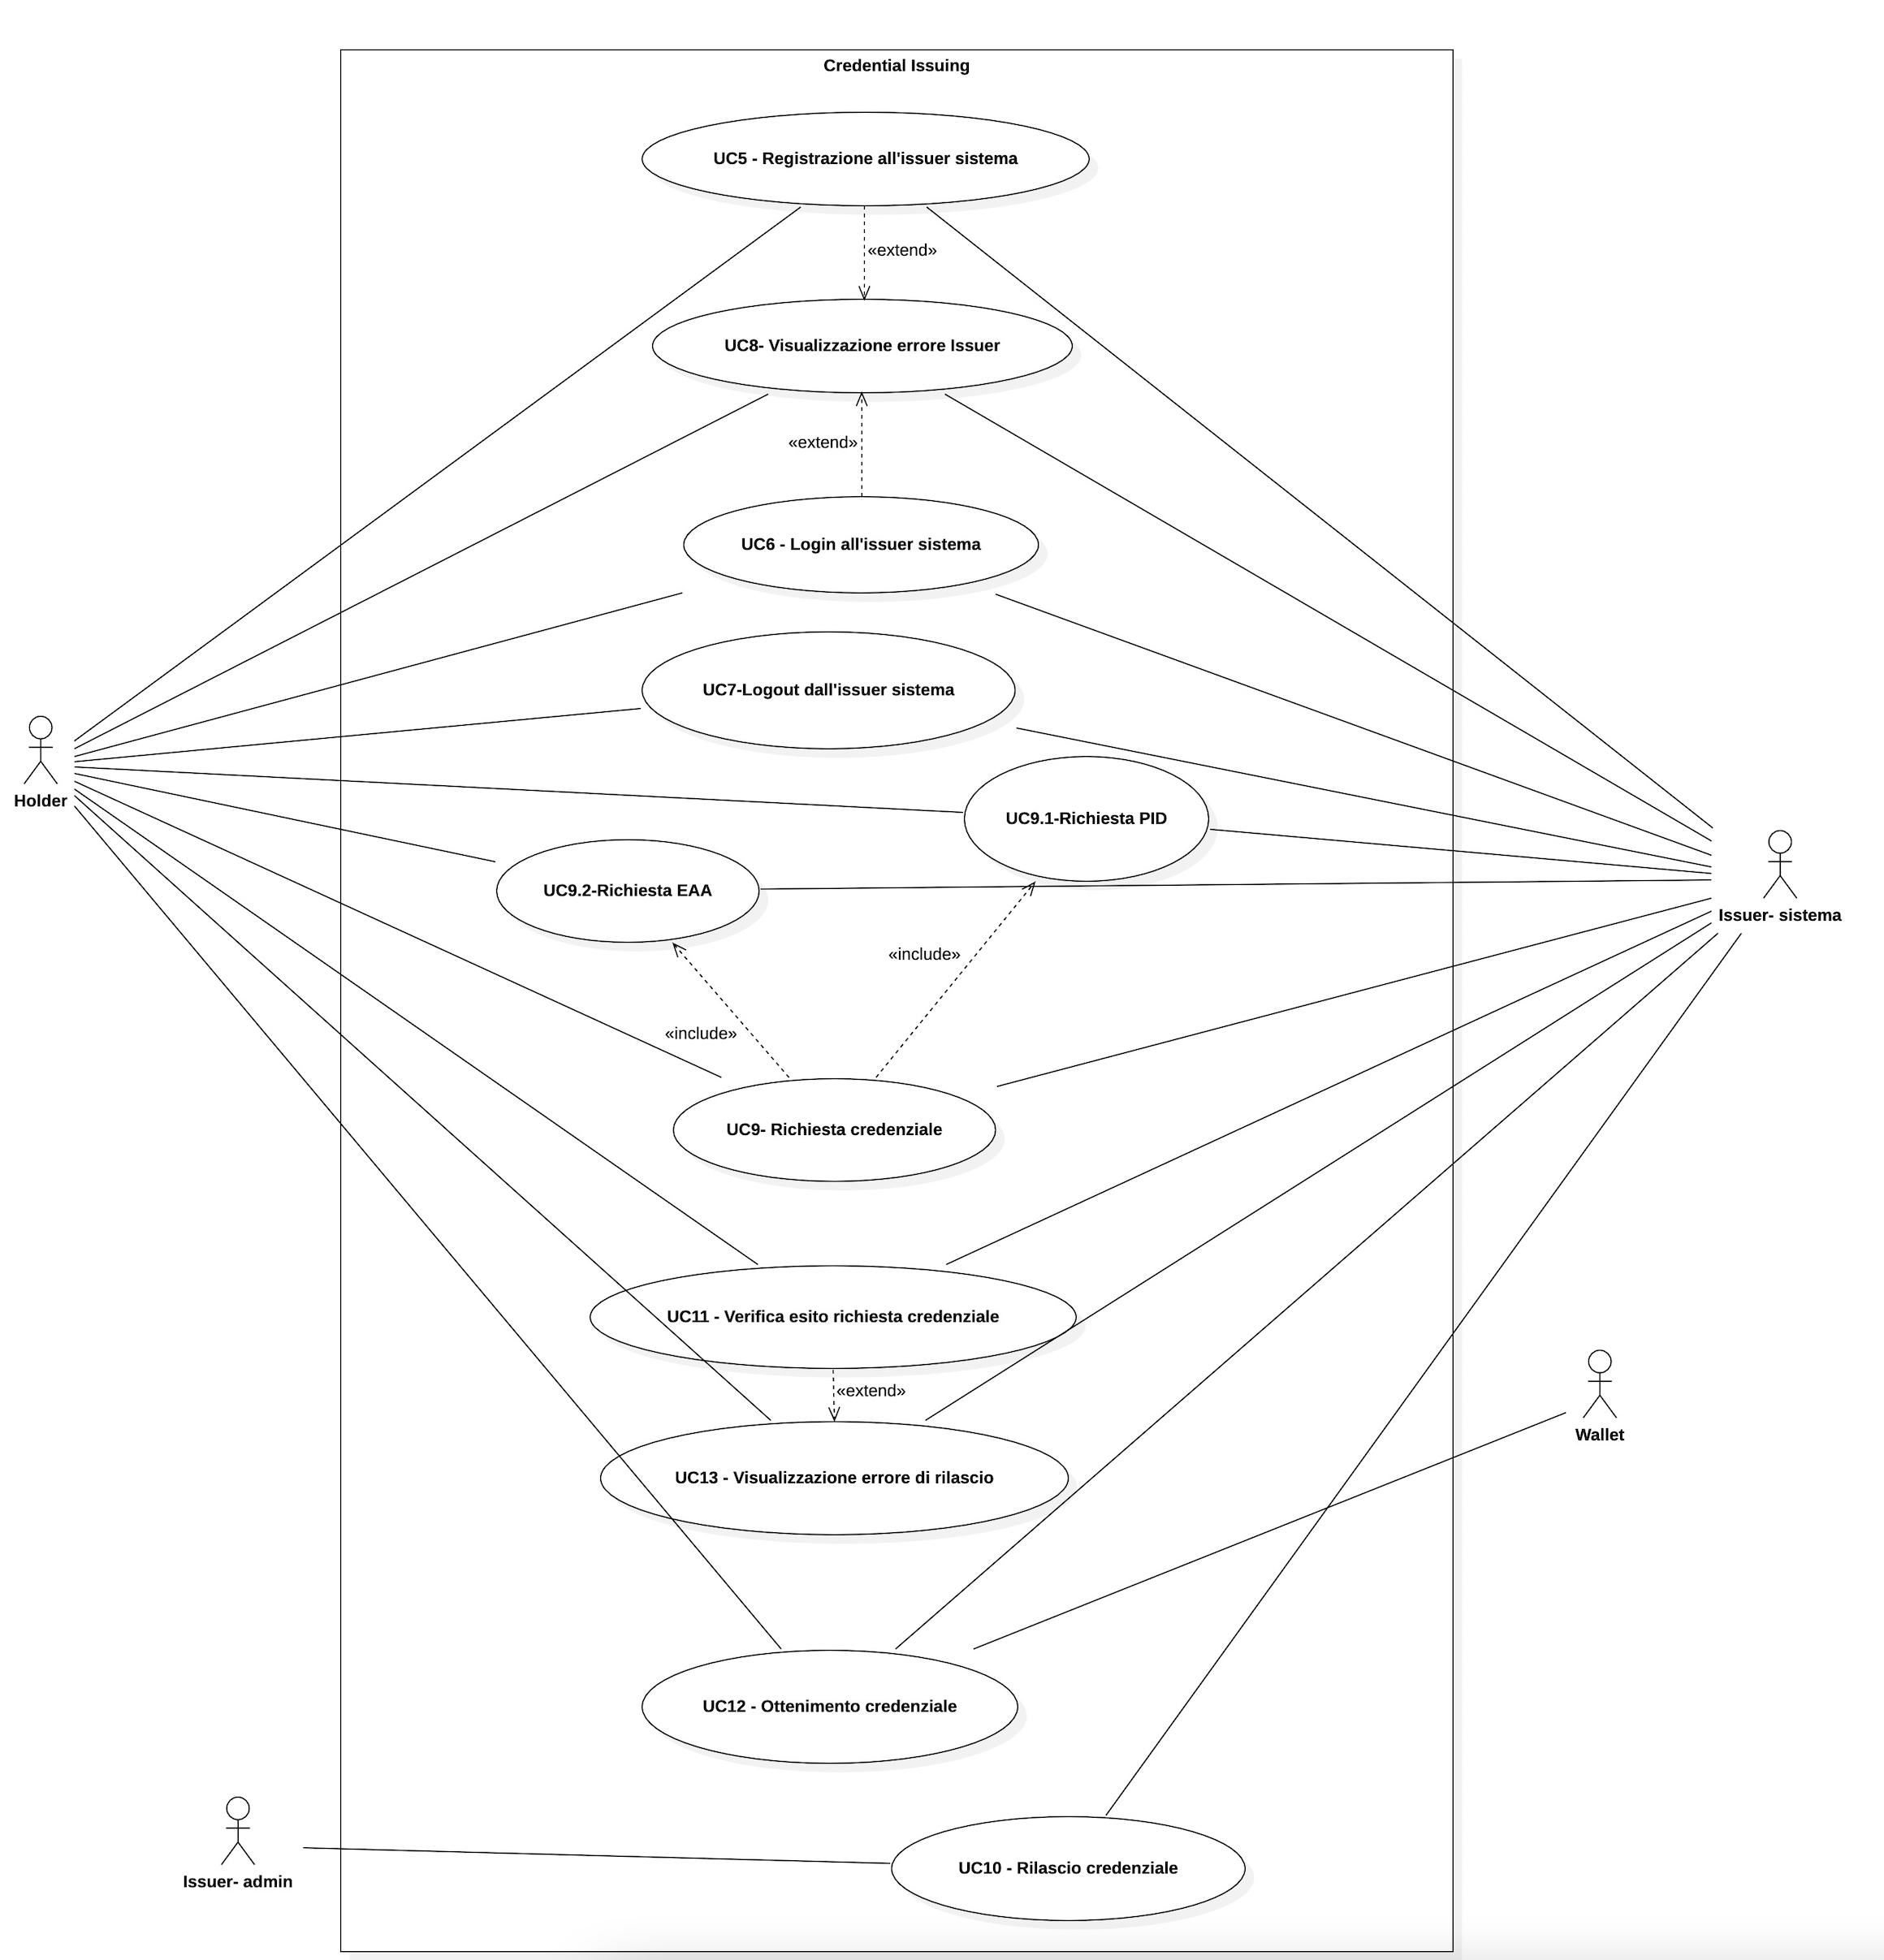 Credential Issuing
UC5 - Registrazione all'issuer sistema
«extend»
UC8- Visualizzazione errore Issuer
«extend»
UC6 - Login all'issuer sistema
UC7-Logout dall'issuer sistema
Holder
UC9.1-Richiesta PID
UC9.2-Richiesta EAA
Issuer- sistema
«include»
«include»
UC9- Richiesta credenziale
UC11 - Verifica esito richiesta credenziale
«extend»
Wallet
UC13 - Visualizzazione errore di rilascio
UC12 - Ottenimento credenziale
UC10 - Rilascio credenziale
Issuer- admin